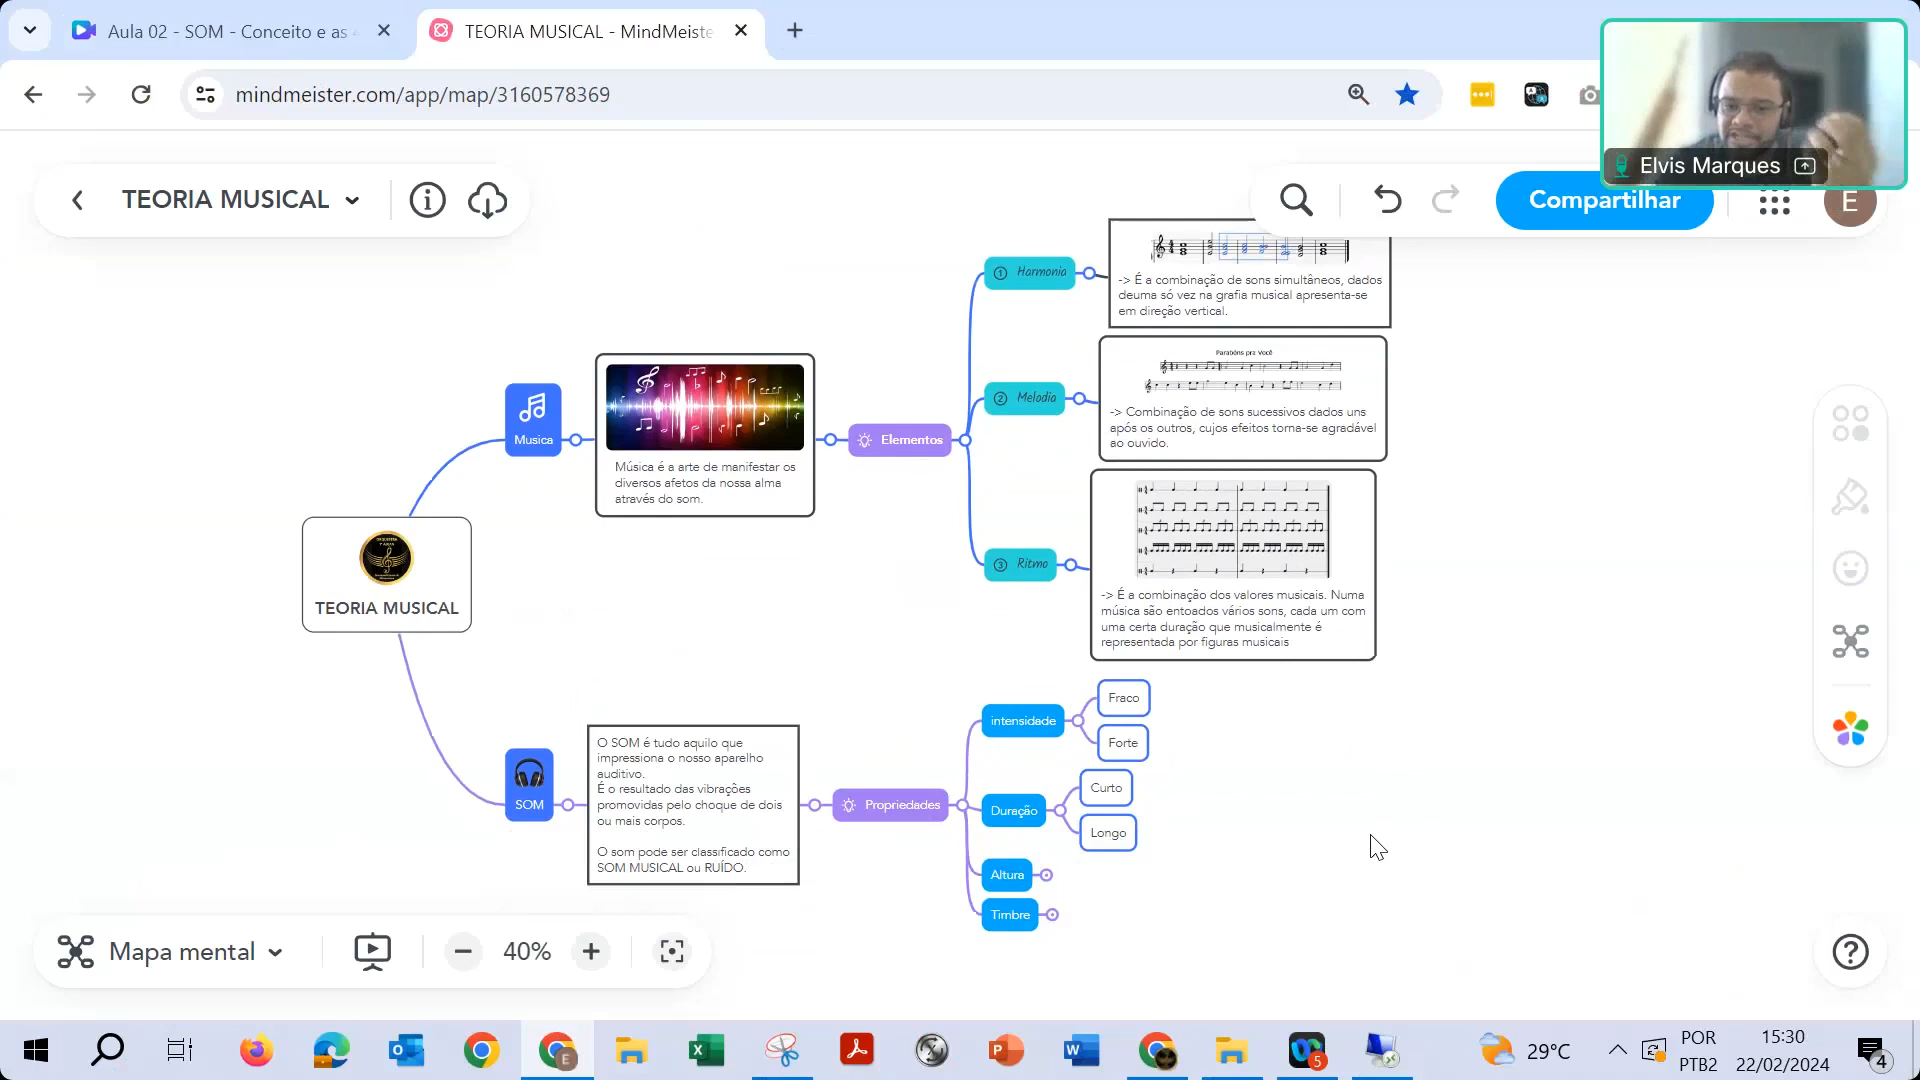 Aula 02 - SOM - Conceito e as
TEORIA MUSICAL - MindMeiste
mindmeister.com/app/map/3160578369
Elvis Marques
TEORIA MUSICAL
Compartilhar
E
1 Harmonia
-> É a combinação de sons simultâneos, dados
deuma só vez na grafia musical apresenta-se
em direção vertical.
Parabéns pra Você
2 Melodia
-> Combinação de sons sucessivos dados uns
após os outros, cujos efeitos torna-se agradável
ao ouvido.
Musica
Música é a arte de manifestar os
diversos afetos da nossa alma
através do som.
Elementos
3 Ritmo
-> É a combinação dos valores musicais. Numa
música são entoados vários sons, cada um com
uma certa duração que musicalmente é
representada por figuras musicais
TEORIA MUSICAL
SOM
O SOM é tudo aquilo que
impressiona o nosso aparelho
auditivo.
É o resultado das vibrações
promovidas pelo choque de dois
ou mais corpos.
O som pode ser classificado como
SOM MUSICAL ou RUÍDO.
Propriedades
intensidade
Fraco
Forte
Duração
Curto
Longo
Altura
Timbre
Mapa mental
40%
29°C
POR
PTB2
15:30
22/02/2024
4
E
5